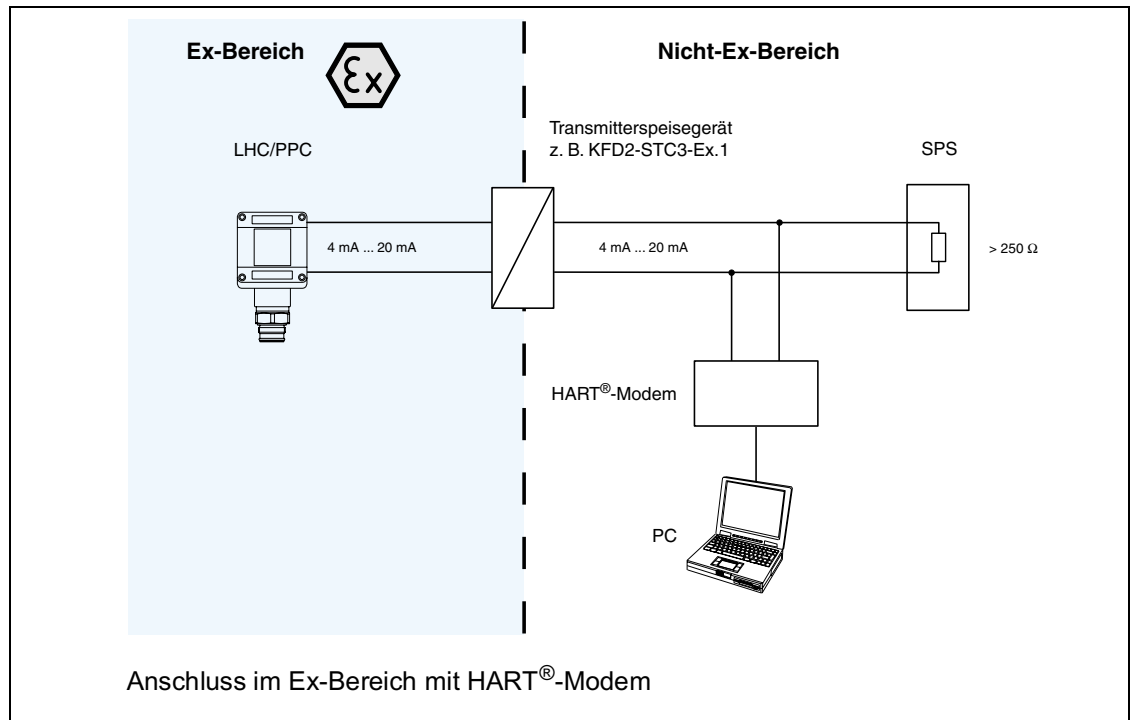 Ex-Bereich
Ex
Nicht-Ex-Bereich
LHC/PPC
Transmitterspeisegerät
z. B. KFD2-STC3-Ex.1
SPS
4 mA ... 20 mA
4 mA ... 20 mA
> 250 Ω
HART®-Modem
PC
Anschluss im Ex-Bereich mit HART®-Modem